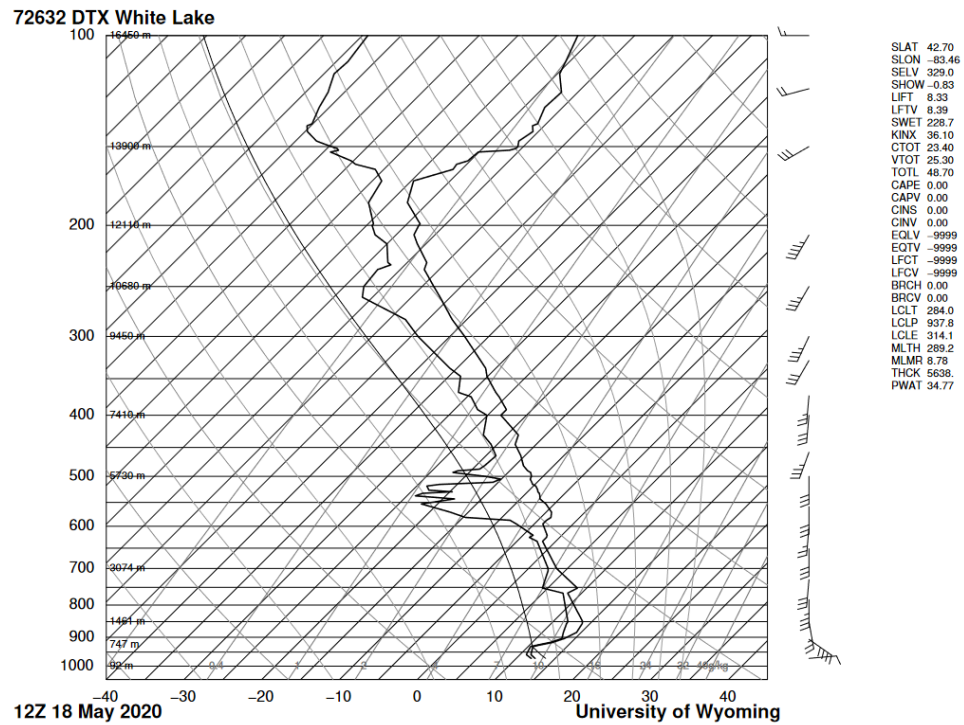 72632 DTX White Lake
100 16450 m
13900 m
200 12110 m
10680 m
300 9450 m
400 7410 m
500 5730 m
600
700 3074 m
800
1461 m
900
747 m
1000 92 m
0.4 1 2 4 7 10 16 24 32 40g/kg
−40 −30 −20 −10 0 10 20 30 40
12Z 18 May 2020 University of Wyoming
SLAT 42.70
SLON −83.46
SELV 329.0
SHOW −0.83
LIFT 8.33
LFTV 8.39
SWET 228.7
KINX 36.10
CTOT 23.40
VTOT 25.30
TOTL 48.70
CAPE 0.00
CAPV 0.00
CINS 0.00
CINV 0.00
EQLV −9999
EQTV −9999
LFCT −9999
LFCV −9999
BRCH 0.00
BRCV 0.00
LCLT 284.0
LCLP 937.8
LCLE 314.1
MLTH 289.2
MLMR 8.78
THCK 5638.
PWAT 34.77